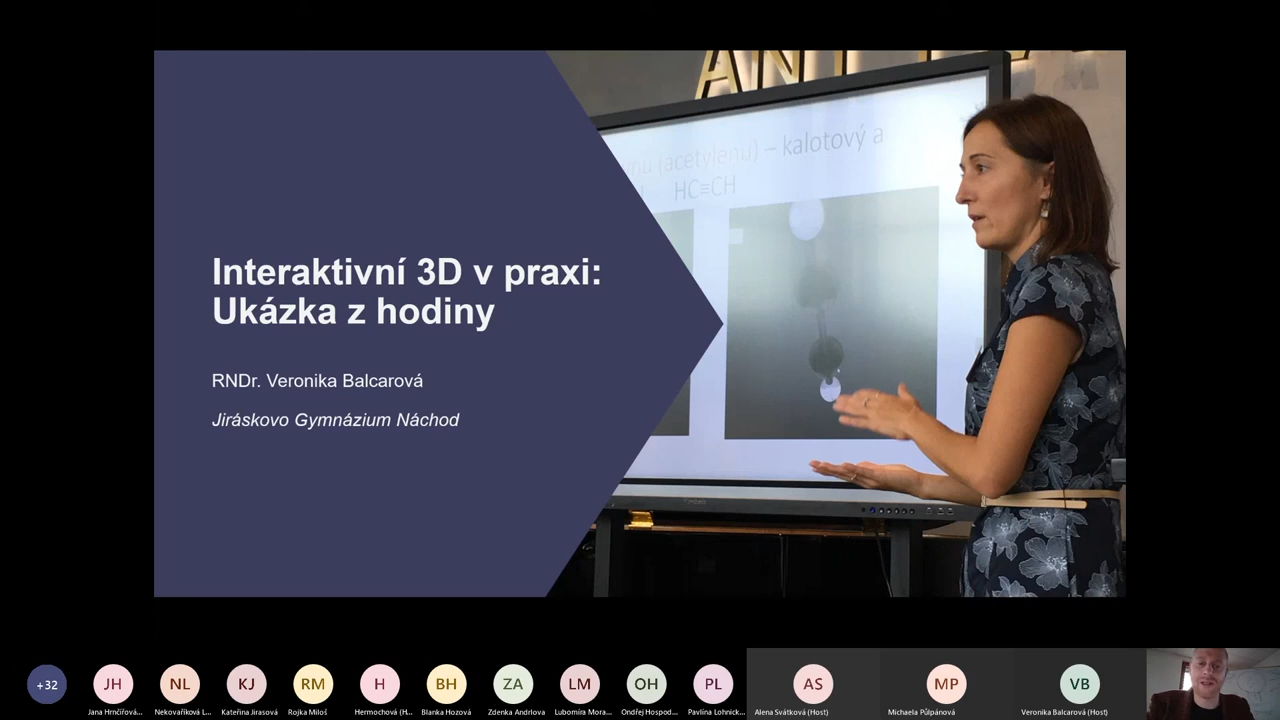 mu (acetylenu) – kalotový a
HC≡CH
Interaktivní 3D v praxi:
Ukázka z hodiny
RNDr. Veronika Balcarová
Jiráskovo Gymnázium Náchod
+32
JH
NL
KJ
RM
H
BH
ZA
LM
OH
PL
AS
MP
VB
Jana Hrnčířová...
Nekovaříková L...
Kateřina Jirasová
Rojka Miloš
Hermochová (H...
Blanka Hozová
Zdenka Andrlova
Lubomíra Mora...
Ondřej Hospod...
Pavlína Lohnick...
Alena Svátková (Host)
Michaela Půlpánová
Veronika Balcarová (Host)